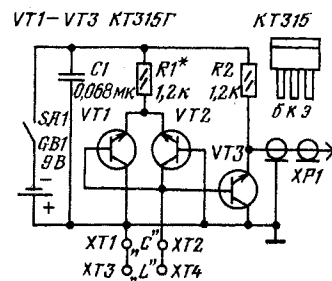 VT1–VT3 КТ315Г
КТ315
C1
0,068мк
R1*
1,2к
R2
1,2к
VT1
VT2
SA1
GB1
9В
б к э
VT3
XP1
XT1 „C” XT2
XT3 „L” XT4